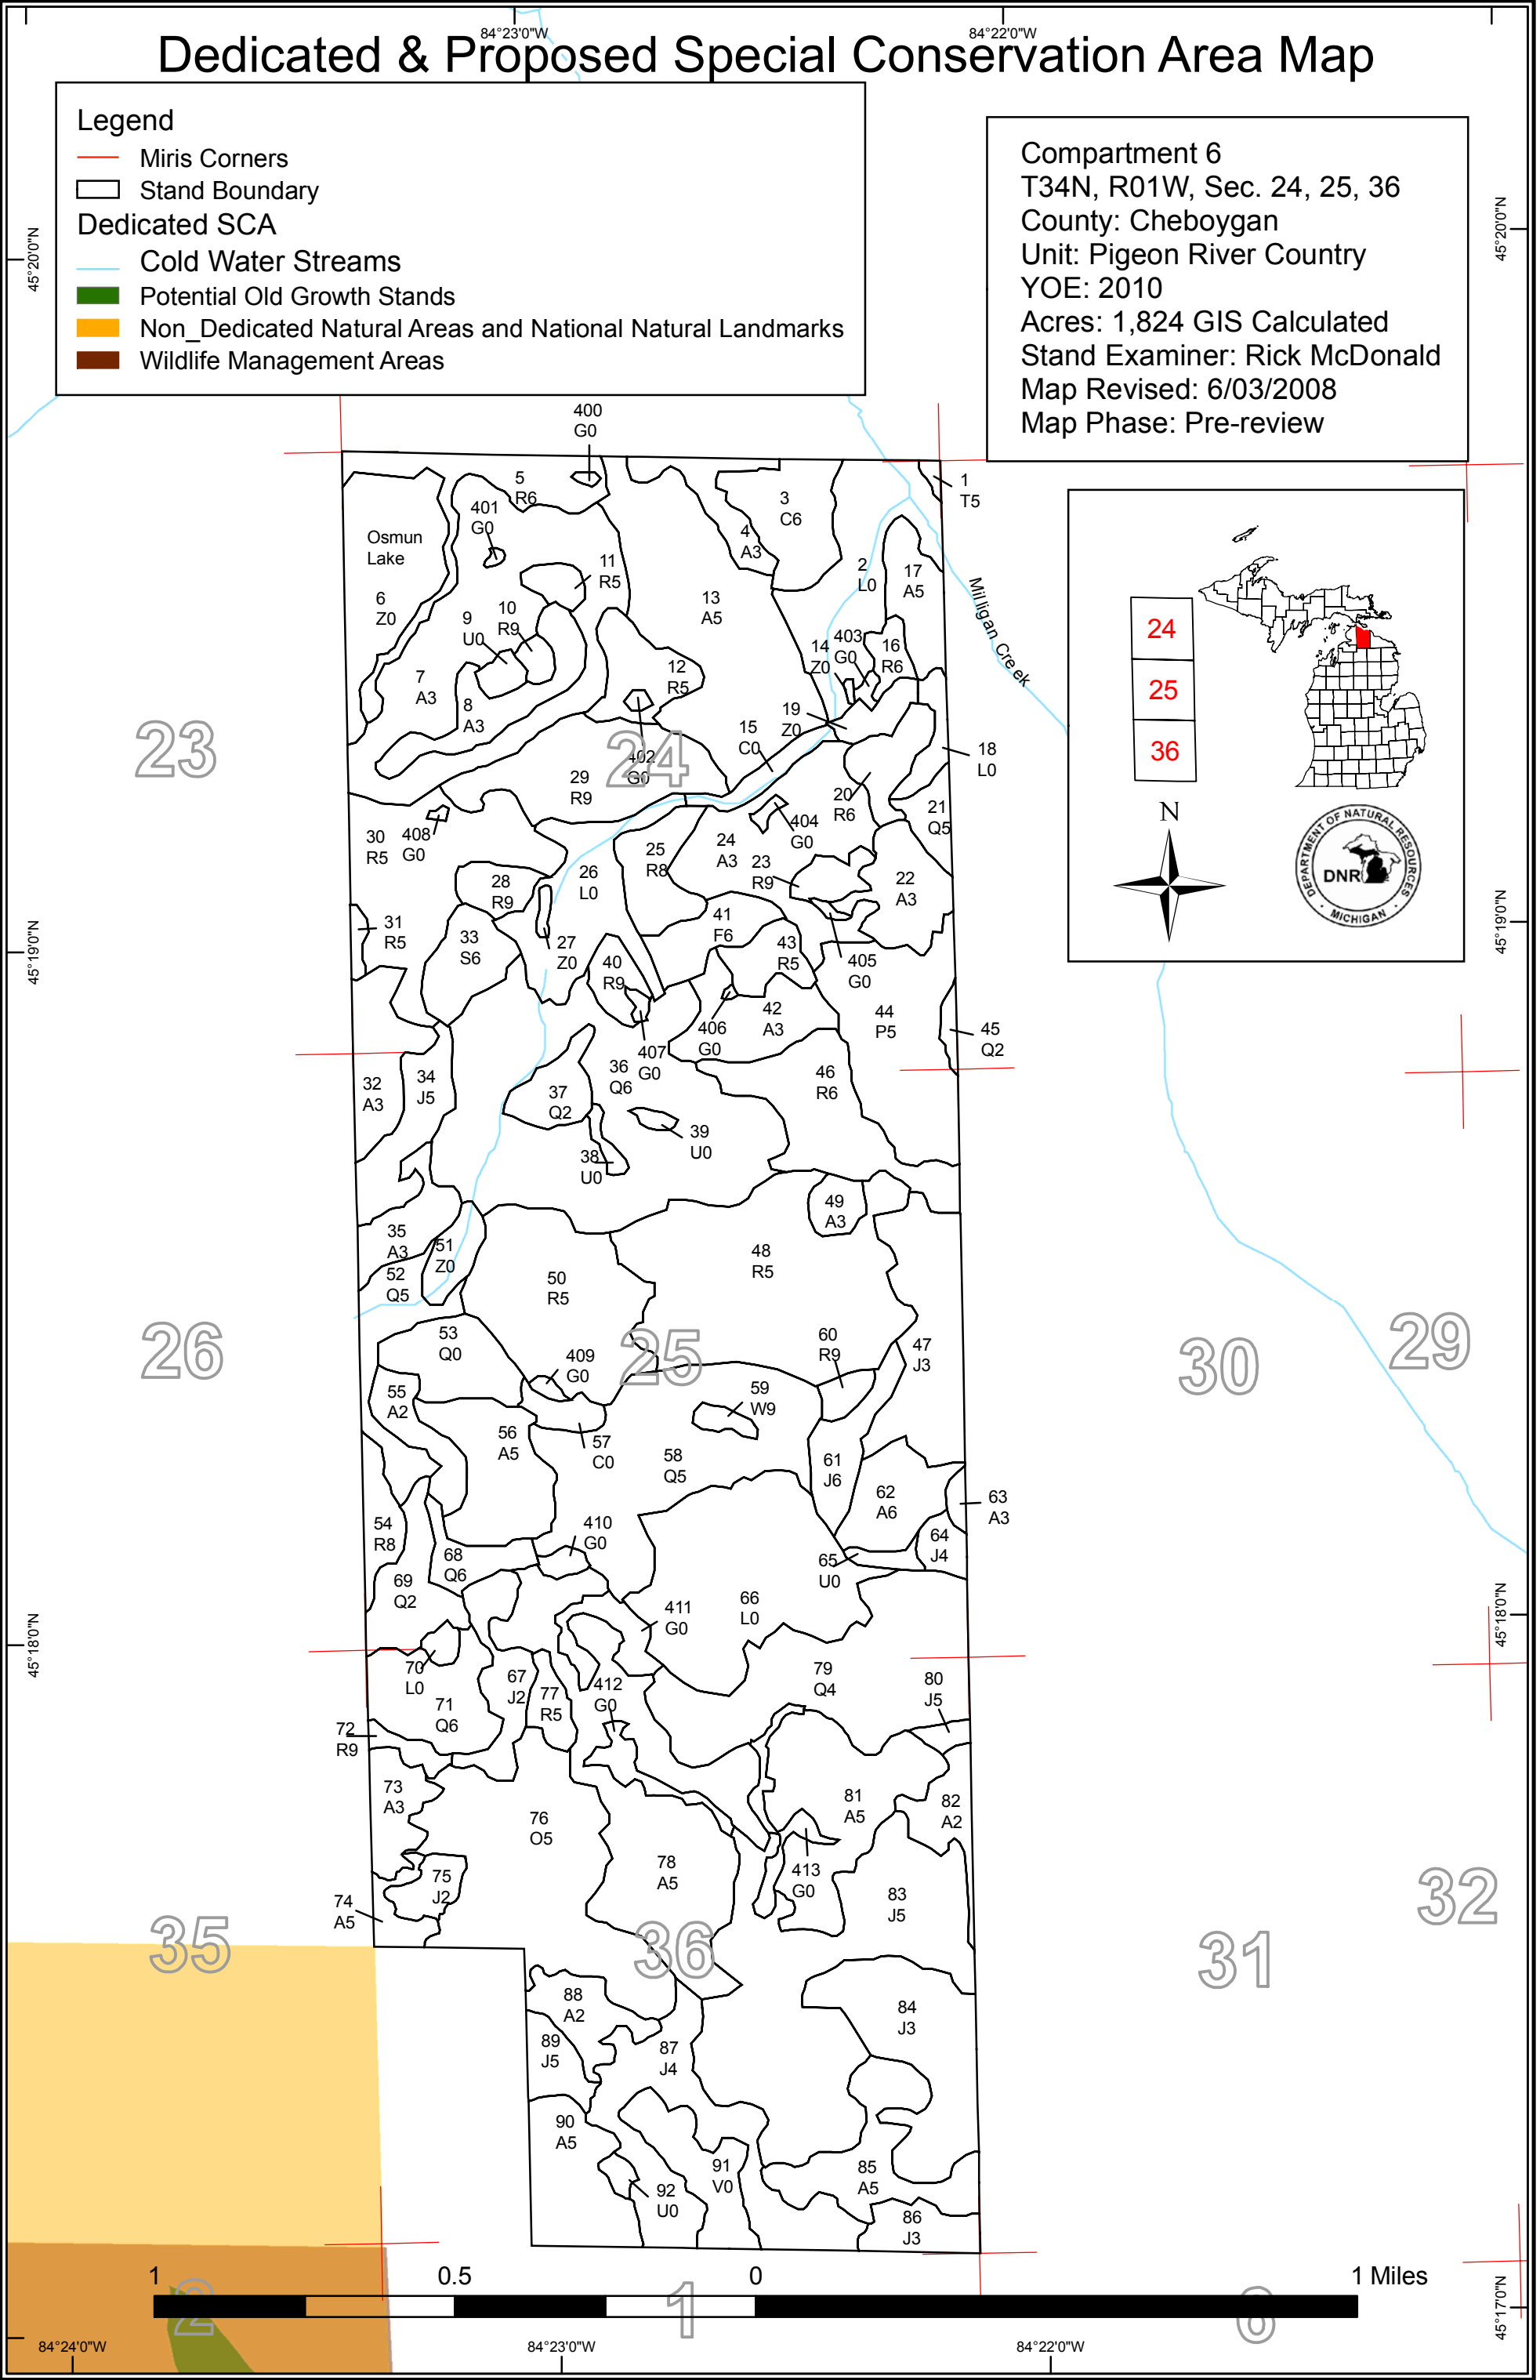 84°23'0"W
84°22'0"W
Dedicated & Proposed Special Conservation Area Map
Legend
Miris Corners
Stand Boundary
Dedicated SCA
Cold Water Streams
Potential Old Growth Stands
Non_Dedicated Natural Areas and National Natural Landmarks
Wildlife Management Areas
Compartment 6
T34N, R01W, Sec. 24, 25, 36
County: Cheboygan
Unit: Pigeon River Country
YOE: 2010
Acres: 1,824 GIS Calculated
Stand Examiner: Rick McDonald
Map Revised: 6/03/2008
Map Phase: Pre-review
45°20'0"N
45°20'0"N
400
G0
5
R6
401
G0
3
C6
1
T5
4
A3
Osmun
Lake
11
R5
2
L0
17
A5
Milligan Creek
6
Z0
13
A5
9
U0
10
R9
14
Z0
403
G0
16
R6
7
A3
12
R5
8
A3
19
Z0
15
C0
18
L0
402
G0
23
24
29
R9
20
R6
21
Q5
404
G0
30
R5
408
G0
24
A3
25
R8
23
R9
26
L0
28
R9
22
A3
41
F6
31
R5
33
S6
27
Z0
43
R5
40
R9
405
G0
42
A3
44
P5
406
G0
45
Q2
407
G0
36
Q6
46
R6
32
A3
34
J5
37
Q2
39
U0
38
U0
24
25
36
N
DEPARTMENT OF NATURAL RESOURCES
DNR
MICHIGAN
45°19'0"N
45°19'0"N
49
A3
35
A3
51
Z0
48
R5
52
Q5
50
R5
53
Q0
60
R9
47
J3
26
25
30
29
409
G0
55
A2
59
W9
56
A5
57
C0
58
Q5
61
J6
62
A6
63
A3
54
R8
410
G0
64
J4
68
Q6
65
U0
69
Q2
66
L0
411
G0
45°18'0"N
45°18'0"N
70
L0
67
J2
77
R5
412
G0
79
Q4
80
J5
71
Q6
72
R9
73
A3
81
A5
82
A2
76
O5
78
A5
75
J2
413
G0
83
J5
74
A5
35
36
31
32
88
A2
84
J3
89
J5
87
J4
90
A5
91
V0
85
A5
92
U0
86
J3
1
0.5
0
1 Miles
2
1
6
45°17'0"N
84°24'0"W
84°23'0"W
84°22'0"W